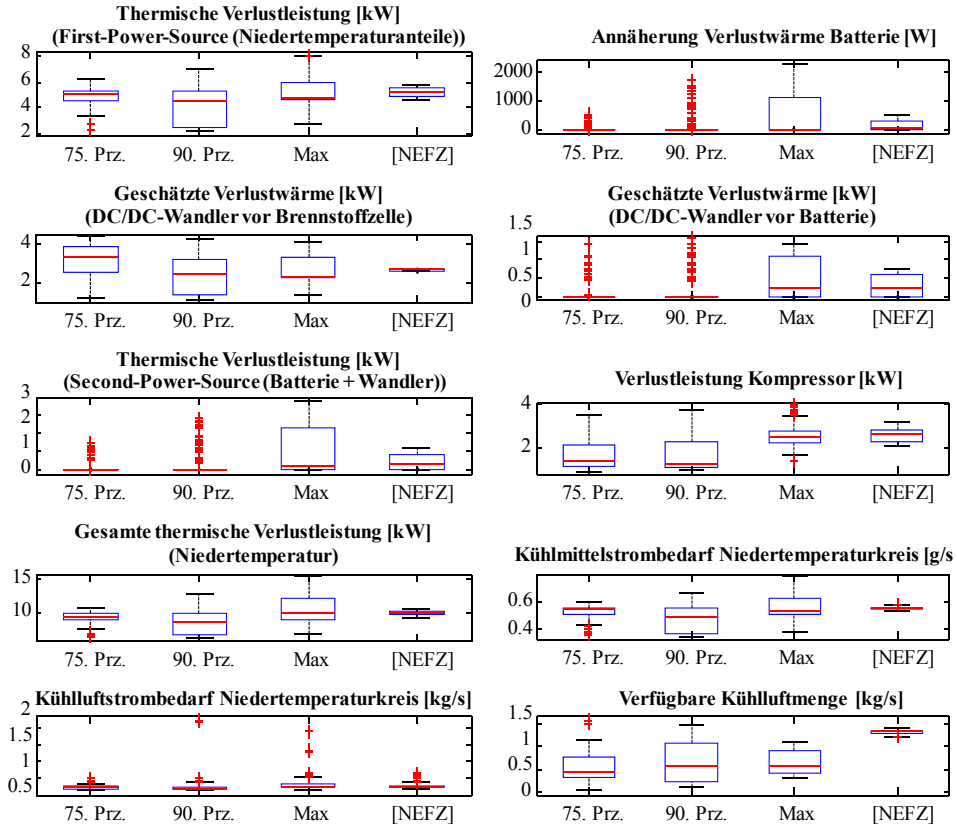 Thermische Verlustleistung [kW]
(First-Power-Source (Niedertemperaturanteile))
8
6
4
2
75. Prz.
90. Prz.
Max
[NEFZ]
Annäherung Verlustwärme Batterie [W]
2000
1000
0
75. Prz.
90. Prz.
Max
[NEFZ]
Geschätzte Verlustwärme [kW]
(DC/DC-Wandler vor Brennstoffzelle)
4
2
75. Prz.
90. Prz.
Max
[NEFZ]
Geschätzte Verlustwärme [kW]
(DC/DC-Wandler vor Batterie)
1.5
1
0.5
0
75. Prz.
90. Prz.
Max
[NEFZ]
Thermische Verlustleistung [kW]
(Second-Power-Source (Batterie + Wandler))
3
2
1
0
75. Prz.
90. Prz.
Max
[NEFZ]
Verlustleistung Kompressor [kW]
4
2
75. Prz.
90. Prz.
Max
[NEFZ]
Gesamte thermische Verlustleistung [kW]
(Niedertemperatur)
15
10
75. Prz.
90. Prz.
Max
[NEFZ]
Kühlmittelstrombedarf Niedertemperaturkreis [g/s
0.6
0.4
75. Prz.
90. Prz.
Max
[NEFZ]
Kühlluftstrombedarf Niedertemperaturkreis [kg/s]
2
1.5
1
0.5
75. Prz.
90. Prz.
Max
[NEFZ]
Verfügbare Kühlluftmenge [kg/s]
1.5
1
0.5
0
75. Prz.
90. Prz.
Max
[NEFZ]